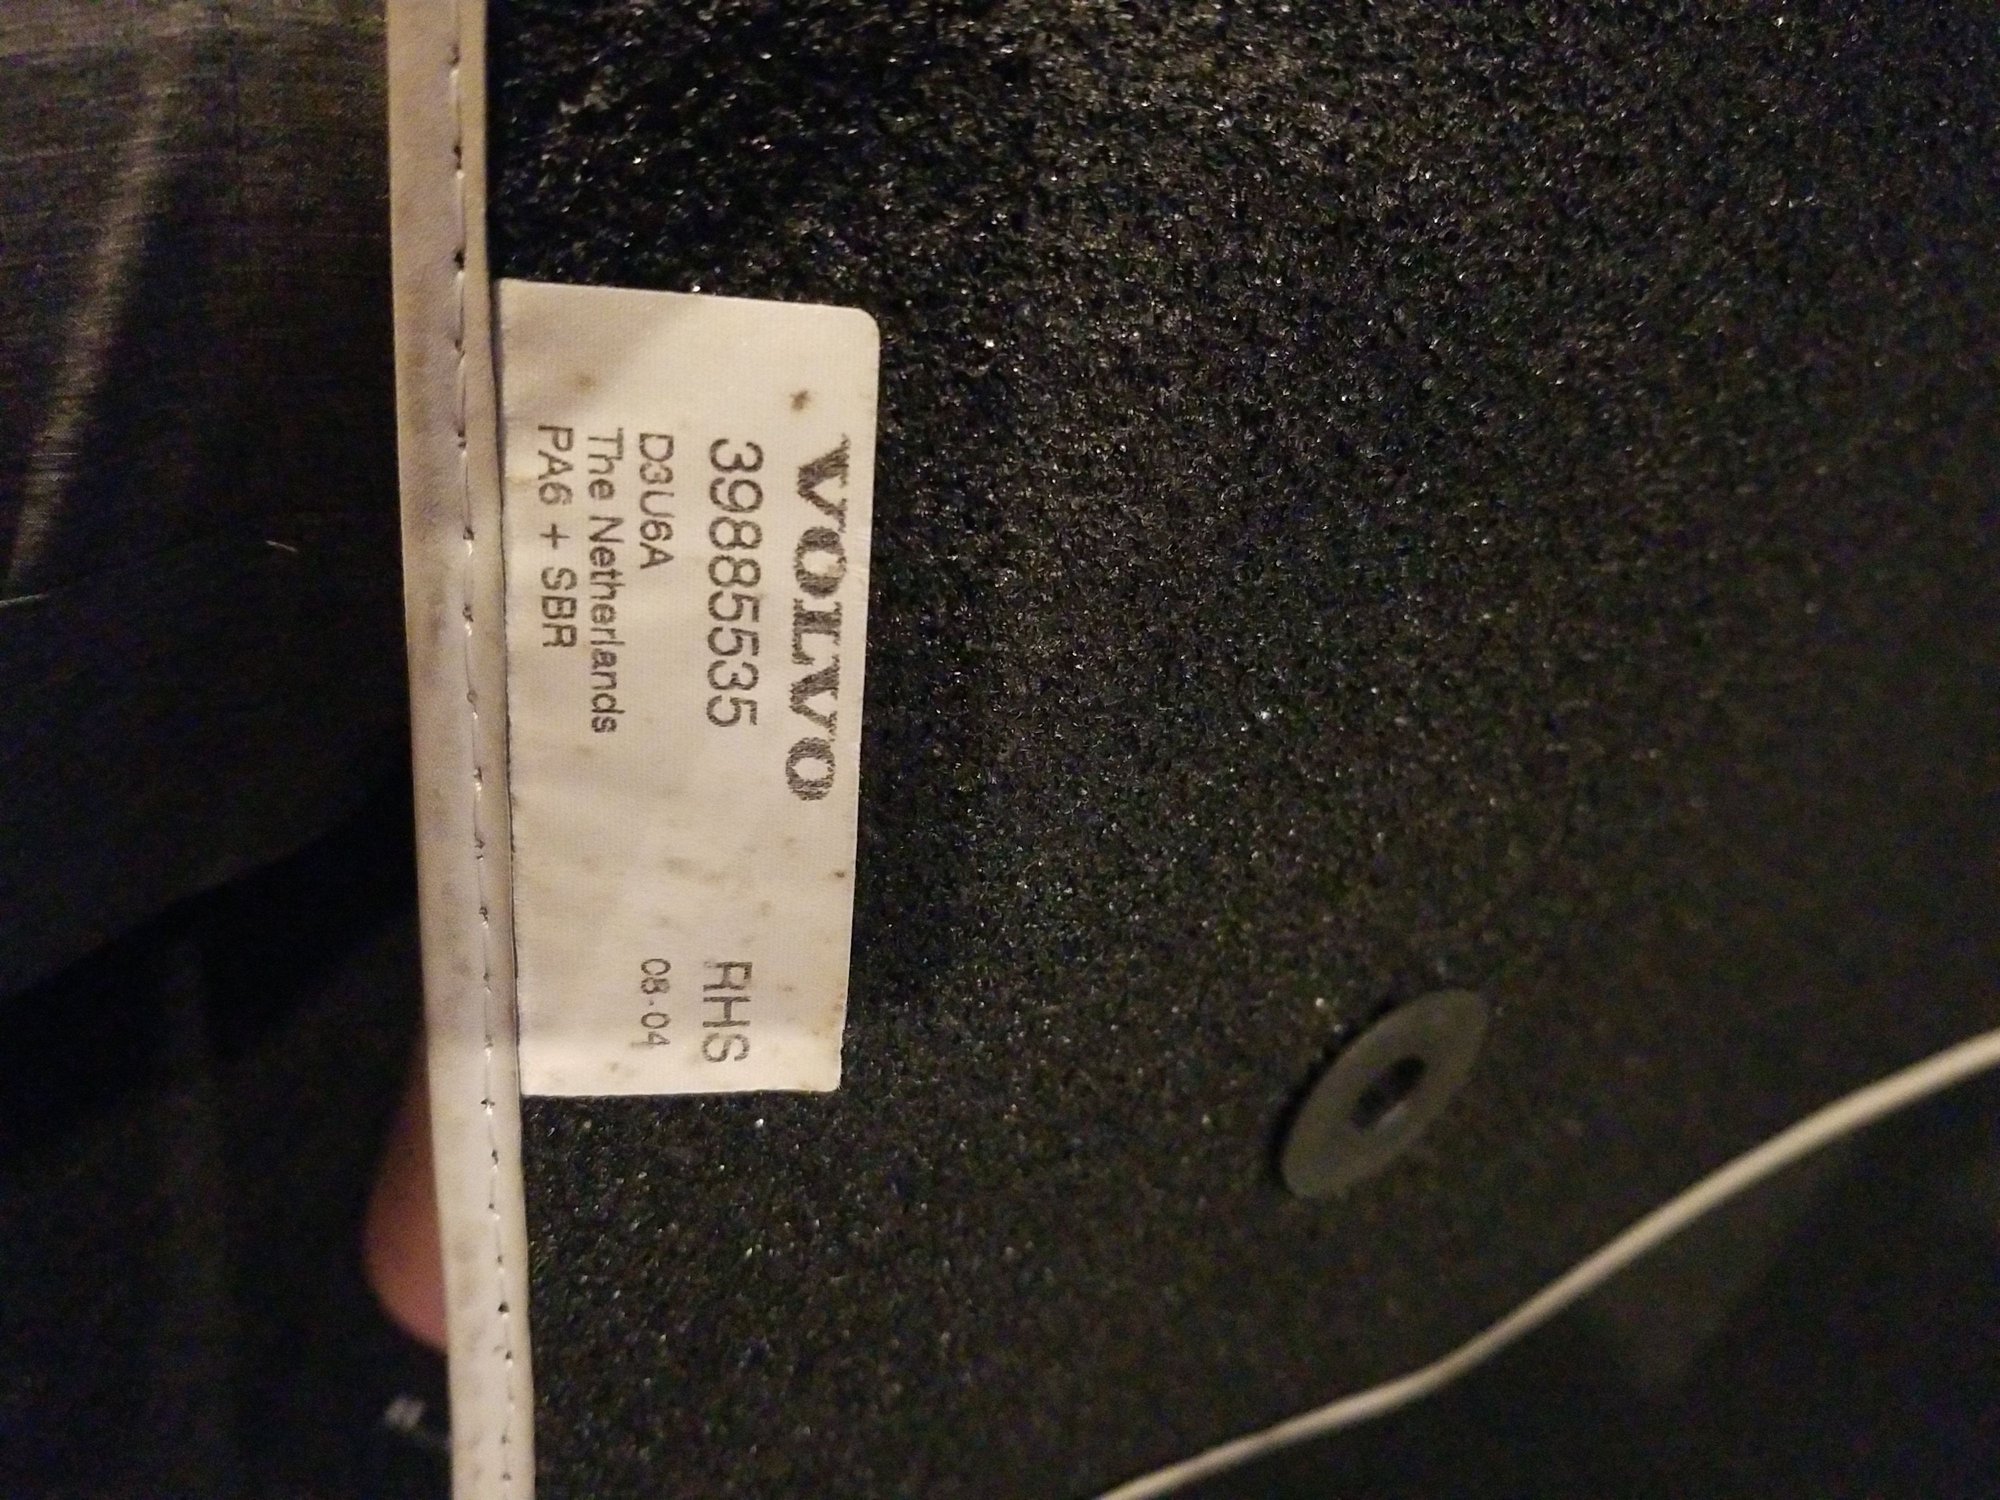 VOLVO
39885535 RHS
D3U6A 08-04
The Netherlands
PA6 + SBR